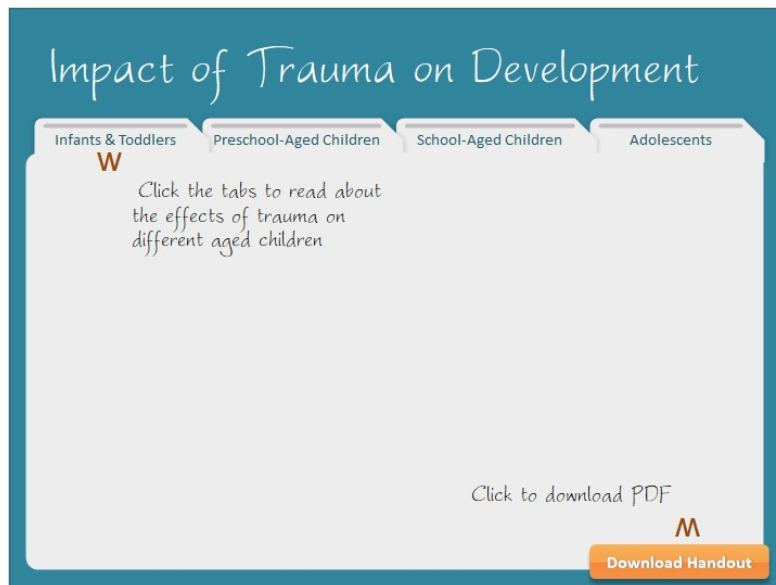 Impact of Trauma on Development
Infants & Toddlers Preschool-Aged Children School-Aged Children Adolescents
W
Click the tabs to read about
the effects of trauma on
different aged children
Click to download PDF
M
Download Handout